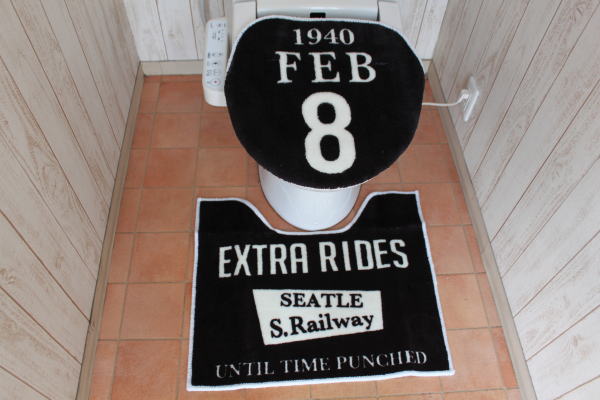 1940
FEB
8
EXTRA RIDES
SEATLE
S.Railway
UNTIL TIME PUNCHED